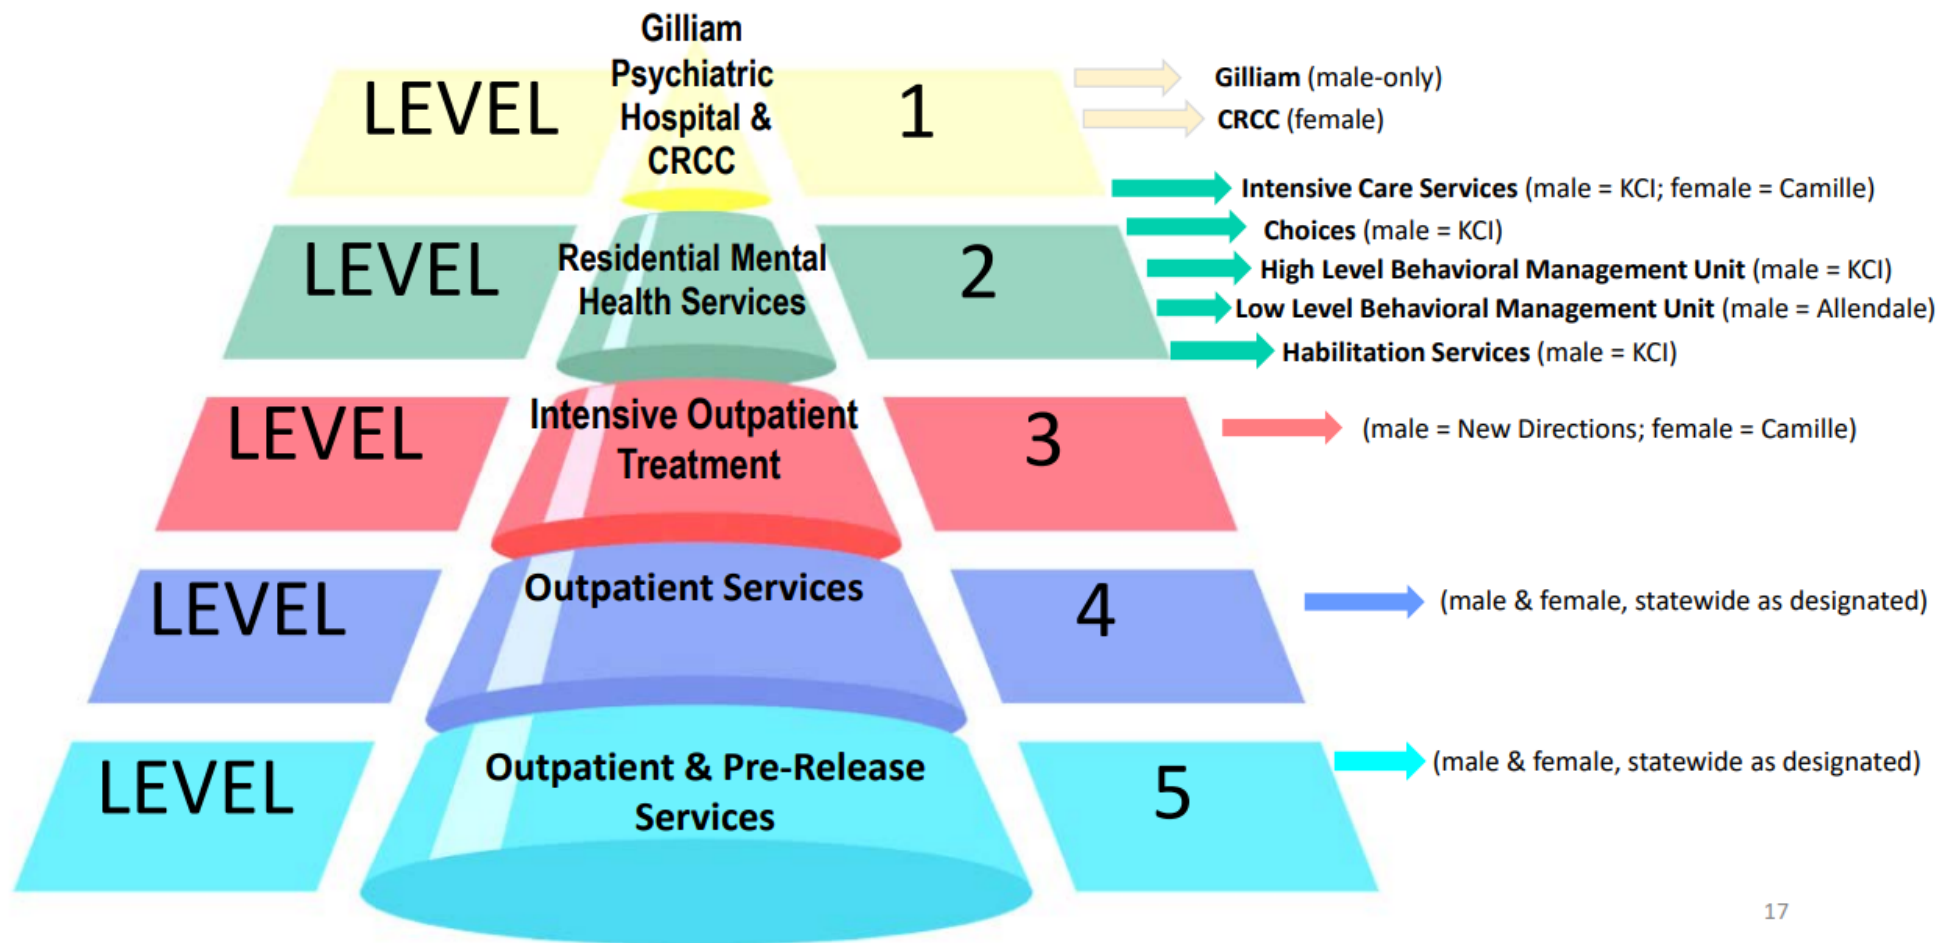 Gilliam
Psychiatric
Hospital &
CRCC
LEVEL
1
Gilliam (male-only)
CRCC (female)
LEVEL
Residential Mental
Health Services
2
Intensive Care Services (male = KCI; female = Camille)
Choices (male = KCI)
High Level Behavioral Management Unit (male = KCI)
Low Level Behavioral Management Unit (male = Allendale)
Habilitation Services (male = KCI)
LEVEL
Intensive Outpatient
Treatment
3
(male = New Directions; female = Camille)
LEVEL
Outpatient Services
4
(male & female, statewide as designated)
LEVEL
Outpatient & Pre-Release
Services
5
(male & female, statewide as designated)
17